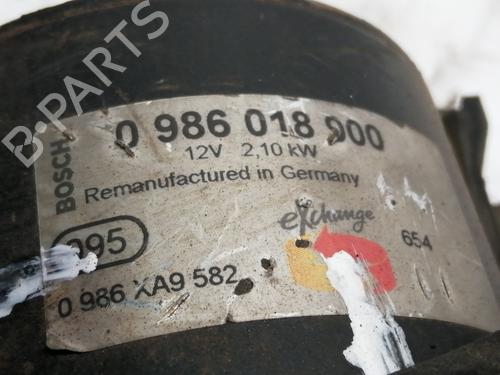 B-PARTS
BOSCH
0 986 018 900
12V 2,10 kW
Remanufactured in Germany
eXchange
095
654
0 986 XA9 582